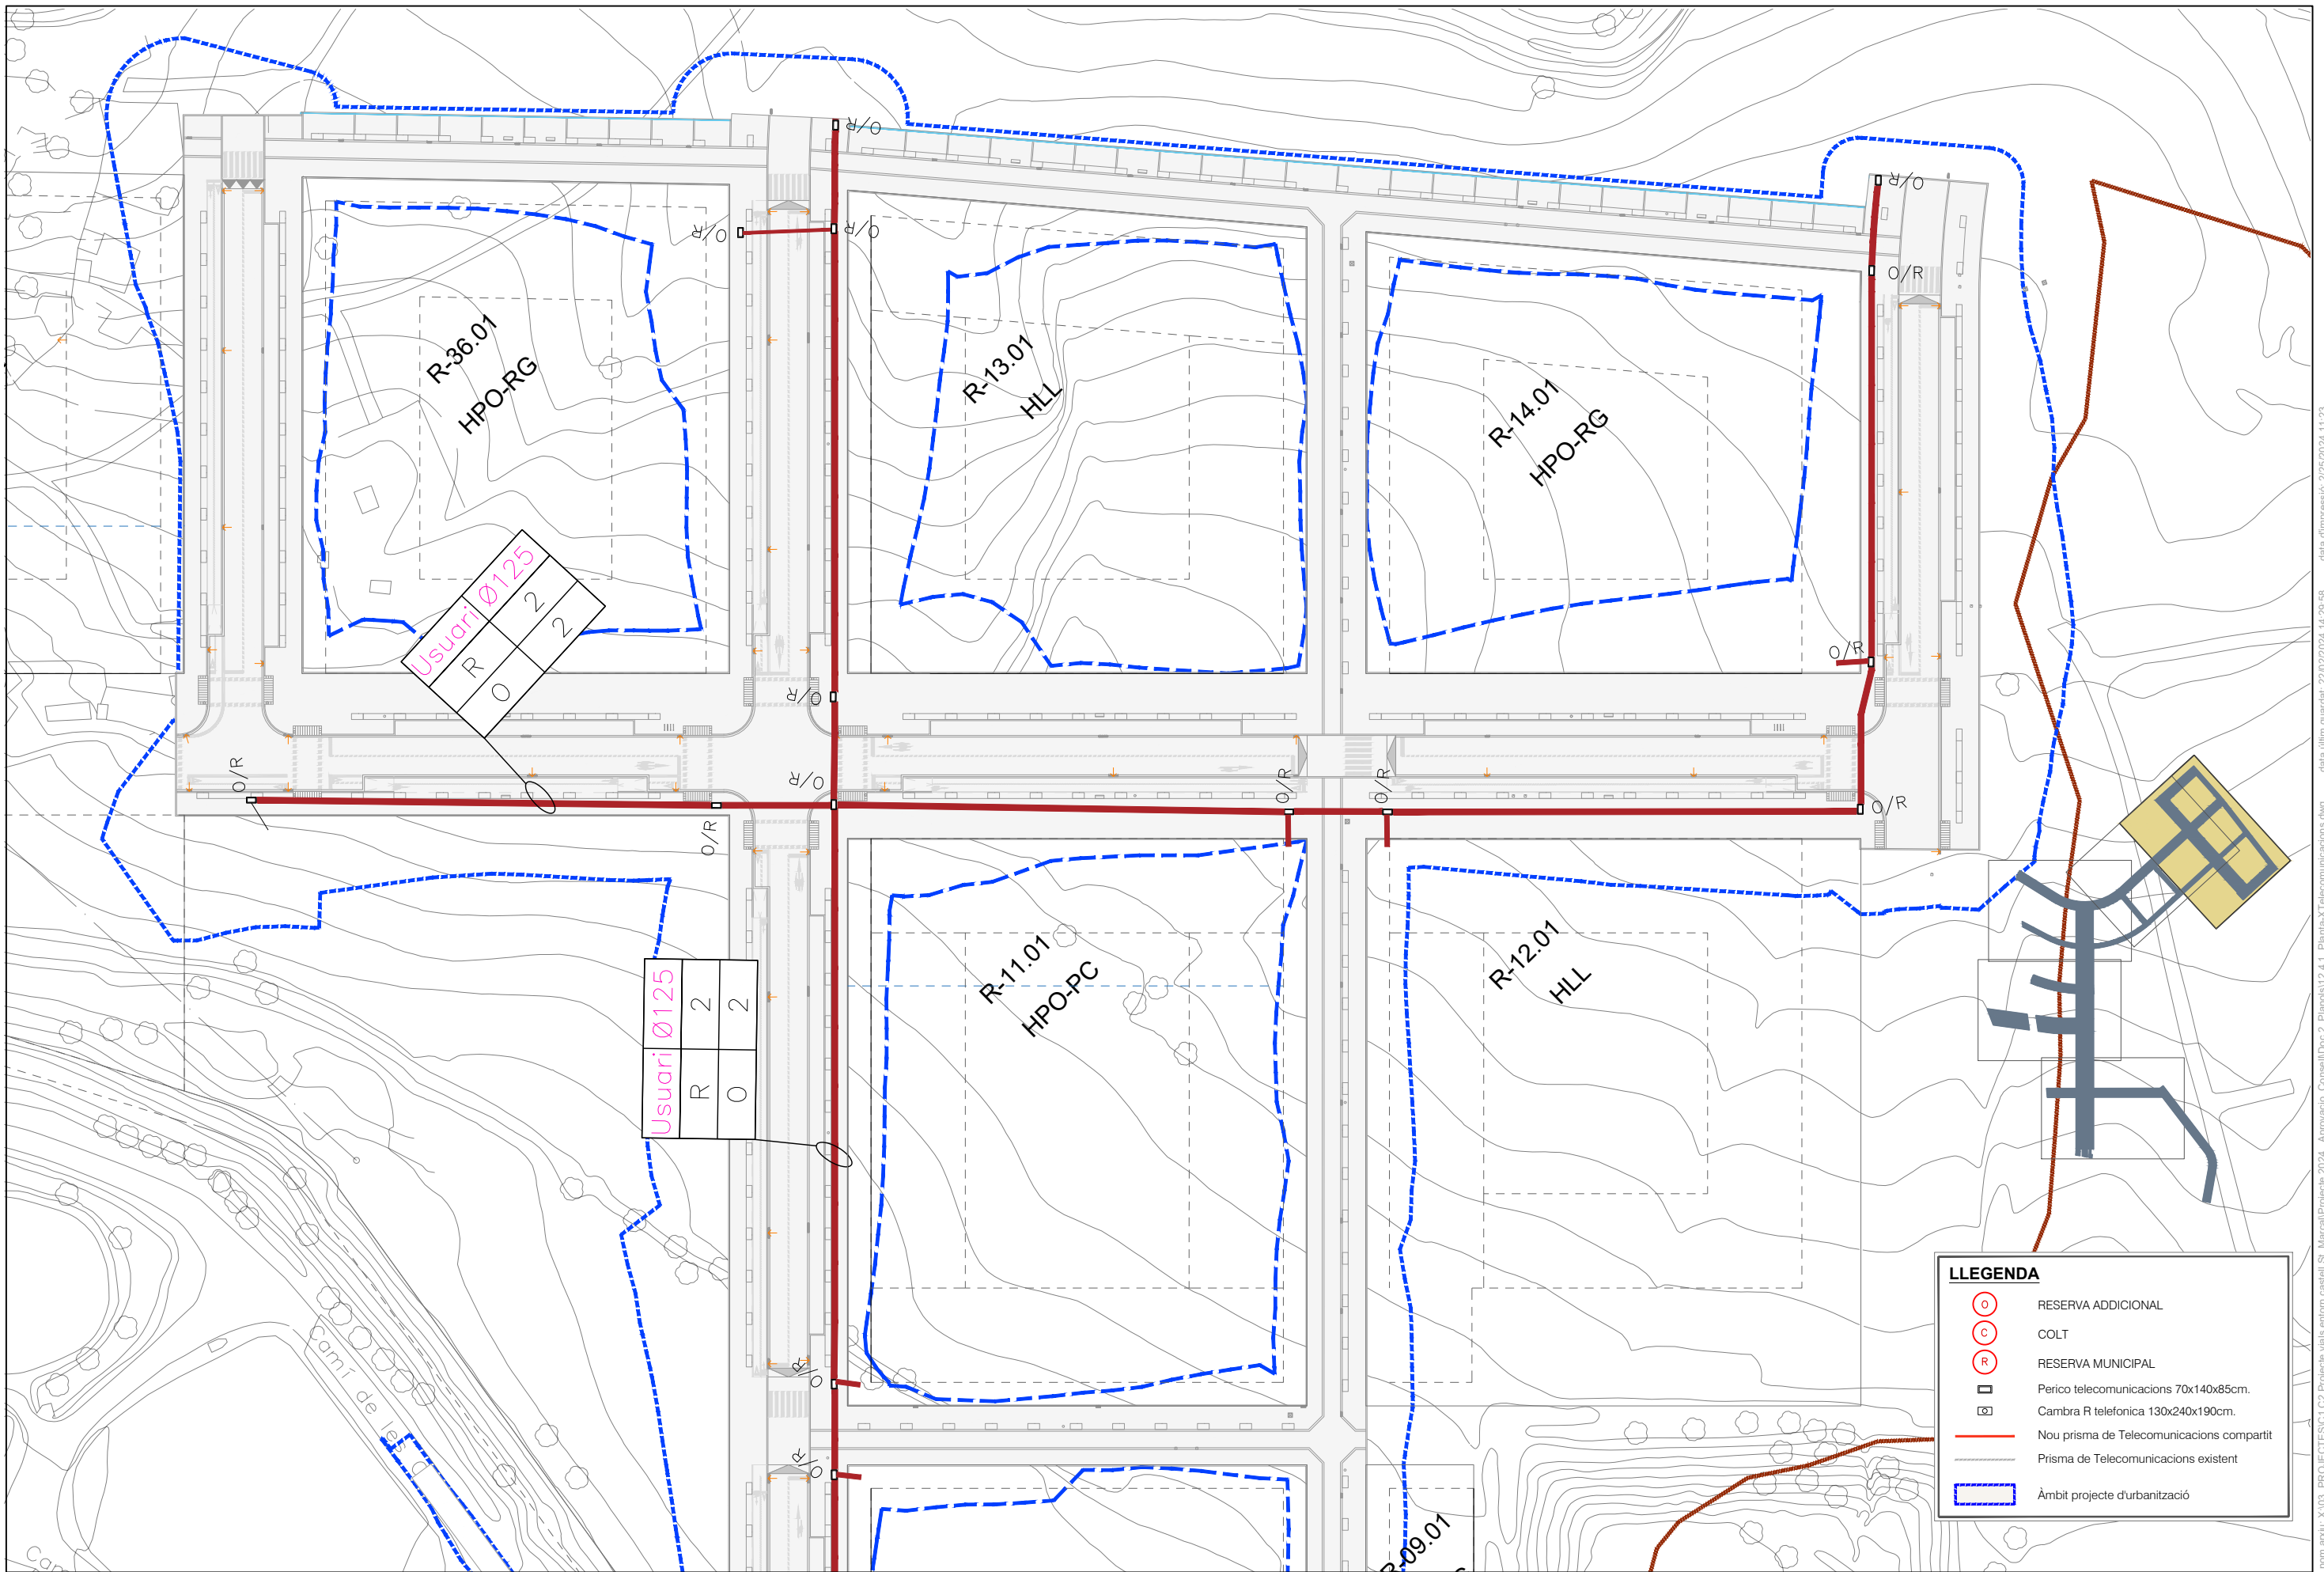 O/R
O/R
O/R
O/R
O/R
O/R
R-36.01
HPO-RG
R-13.01
HLL
R-14.01
HPO-RG
Usuari Ø125
R 2
O 2
O/R
O/R
O/R
O/R
O/R
O/R
O/R
O/R
O/R
R-11.01
HPO-PC
R-12.01
HLL
Usuari Ø125
R 2
O 2
R/O
R/O
R-09.01
Camí de les
LLEGENDA
O RESERVA ADDICIONAL
C COLT
R RESERVA MUNICIPAL
Perico telecomunicacions 70x140x85cm.
Cambra R telefonica 130x240x190cm.
Nou prisma de Telecomunicacions compartit
Prisma de Telecomunicacions existent
Àmbit projecte d'urbanització